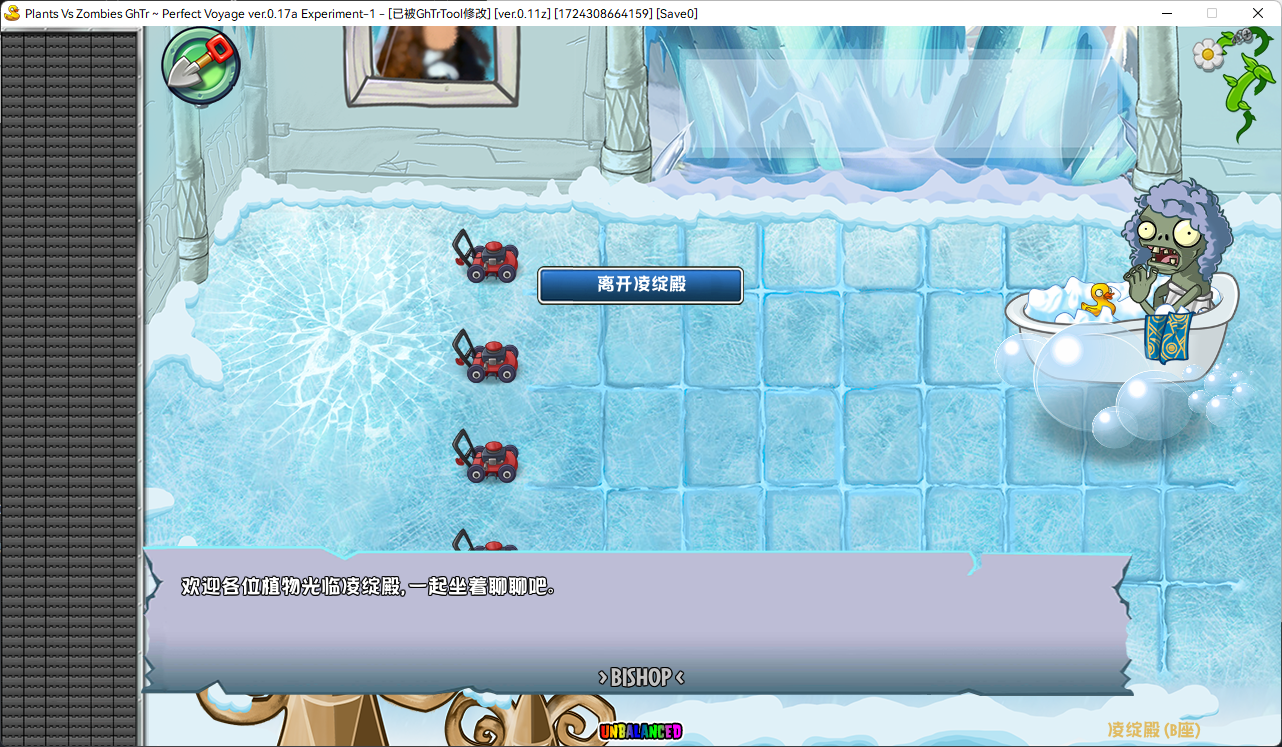 Plants Vs Zombies GhTr ~ Perfect Voyage ver.0.17a Experiment-1 - [已被GhTrTool修改] [ver.0.11z] [1724308664159] [Save0]
离开凌绽殿
欢迎各位植物光临凌绽殿,一起坐着聊聊吧。
> BISHOP <
UNBALANCED
凌绽殿 (B座)